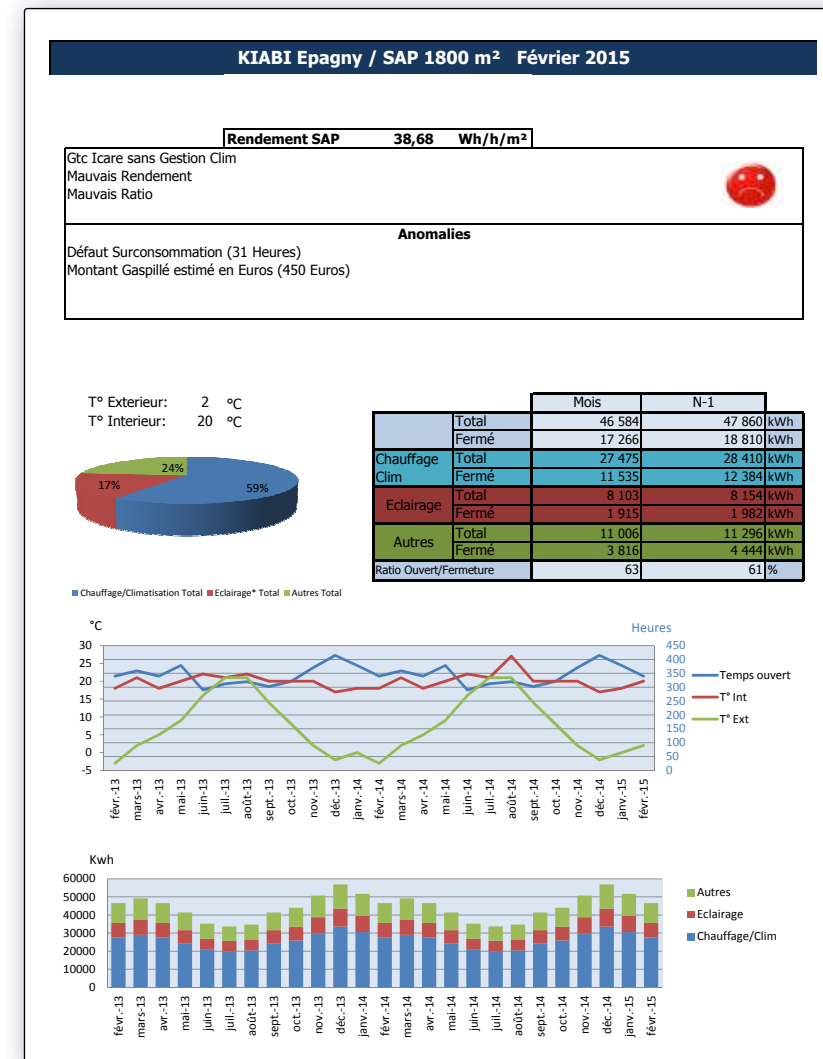 KIABI Epagny / SAP 1800 m² Février 2015
Rendement SAP 38,68 Wh/h/m²
Gtc Icare sans Gestion Clim
Mauvais Rendement
Mauvais Ratio
Anomalies
Défaut Surconsommation (31 Heures)
Montant Gaspillé estimé en Euros (450 Euros)
T° Exterieur: 2 °C
T° Interieur: 20 °C
24%
17%
59%
Chauffage/Climatisation Total Eclairage* Total Autres Total
Mois N-1
Total 46 584 47 860 kWh
Fermé 17 266 18 810 kWh
Chauffage Clim
Total 27 475 28 410 kWh
Fermé 11 535 12 384 kWh
Eclairage
Total 8 103 8 154 kWh
Fermé 1 915 1 982 kWh
Autres
Total 11 006 11 296 kWh
Fermé 3 816 4 444 kWh
Ratio Ouvert/Fermeture 63 61 %
°C
Heures
30
25
20
15
10
5
0
-5
450
400
350
300
250
200
150
100
50
0
Temps ouvert
T° Int
T° Ext
févr.-13 mars-13 avr.-13 mai-13 juin-13 juil.-13 août-13 sept.-13 oct.-13 nov.-13 déc.-13 janv.-14 févr.-14 mars-14 avr.-14 mai-14 juin-14 juil.-14 août-14 sept.-14 oct.-14 nov.-14 déc.-14 janv.-15 févr.-15
Kwh
60000
50000
40000
30000
20000
10000
0
Autres
Eclairage
Chauffage/Clim
févr.-13 mars-13 avr.-13 mai-13 juin-13 juil.-13 août-13 sept.-13 oct.-13 nov.-13 déc.-13 janv.-14 févr.-14 mars-14 avr.-14 mai-14 juin-14 juil.-14 août-14 sept.-14 oct.-14 nov.-14 déc.-14 janv.-15 févr.-15